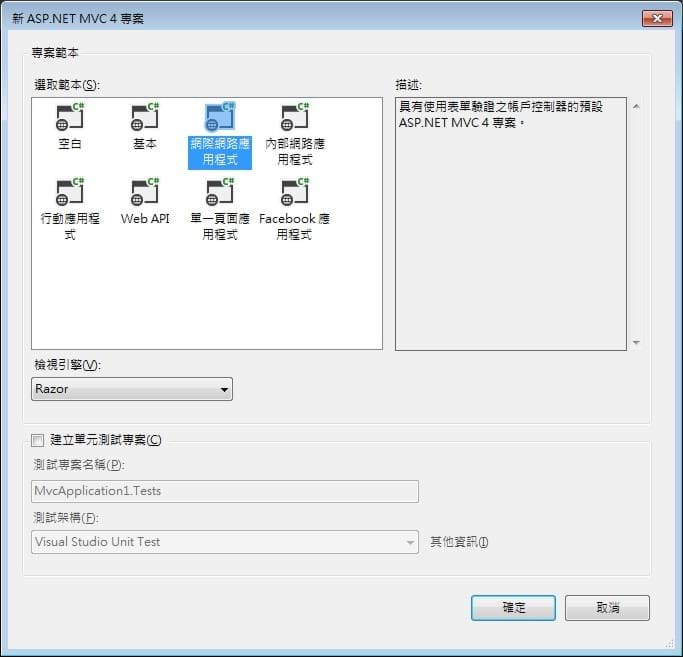 新 ASP.NET MVC 4 專案
專案範本
選取範本(S):
描述:
C#
C#
C#
C#
空白
基本
網際網路應
用程式
內部網路應
用程式
具有使用表單驗證之帳戶控制器的預設
ASP.NET MVC 4 專案。
C#
C#
C#
C#
行動應用程
式
Web API
單一頁面應
用程式
Facebook 應
用程式
檢視引擎(V):
Razor
建立單元測試專案(C)
測試專案名稱(P):
MvcApplication1.Tests
測試架構(F):
Visual Studio Unit Test
其他資訊(I)
確定
取消